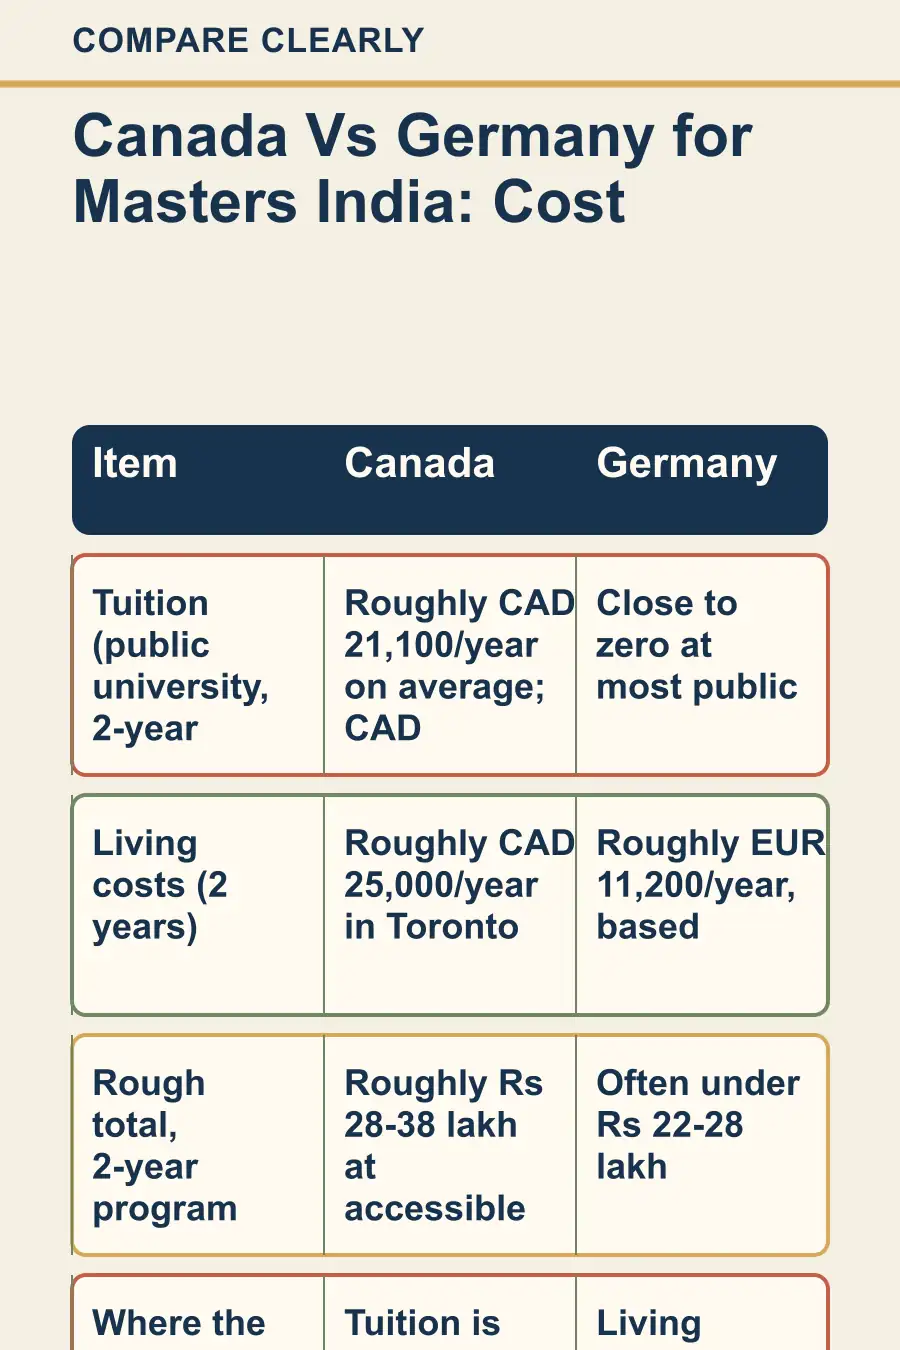 COMPARE CLEARLY
Canada Vs Germany for
Masters India: Cost
Item
Canada
Germany
Tuition
(public
university,
2-year
Roughly CAD
21,100/year
on average;
CAD
Close to
zero at
most public
Living
costs (2
years)
Roughly CAD
25,000/year
in Toronto
Roughly EUR
11,200/year,
based
Rough
total,
2-year
program
Roughly Rs
28-38 lakh
at
accessible
Often under
Rs 22-28
lakh
Where the
Tuition is
Living